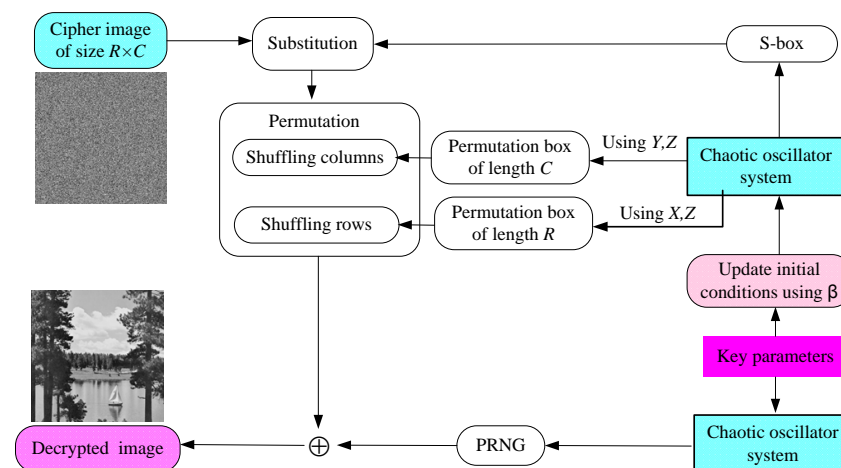 Cipher image
of size R×C
Substitution
S-box
Permutation
Shuffling columns
Permutation box
of length C
Using Y,Z
Chaotic oscillator
system
Shuffling rows
Permutation box
of length R
Using X,Z
Update initial
conditions using β
Key parameters
Decrypted image
⊕
PRNG
Chaotic oscillator
system